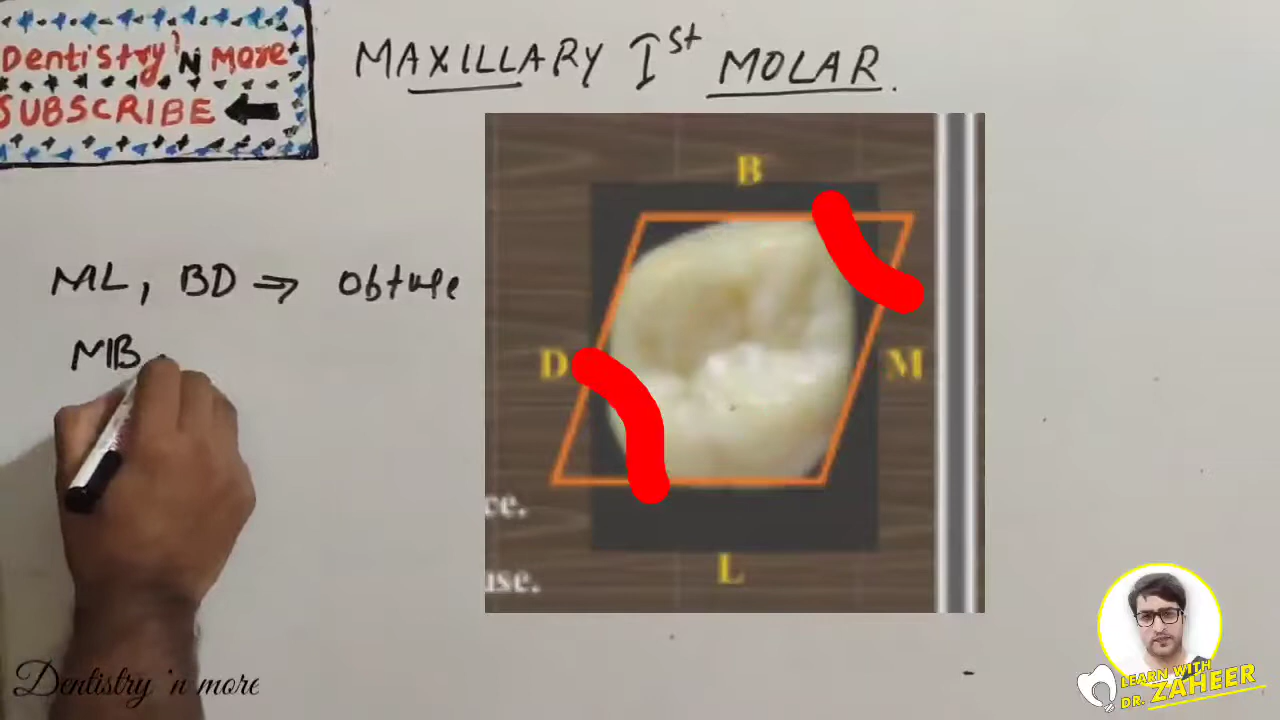 Dentistry 'N More
SUBSCRIBE
MAXILLARY Ist MOLAR.
B
ML, BD ⇒ obtuse
MB
D
M
ce.
L
use.
Dentistry 'n more
LEARN WITH
DR. ZAHEER